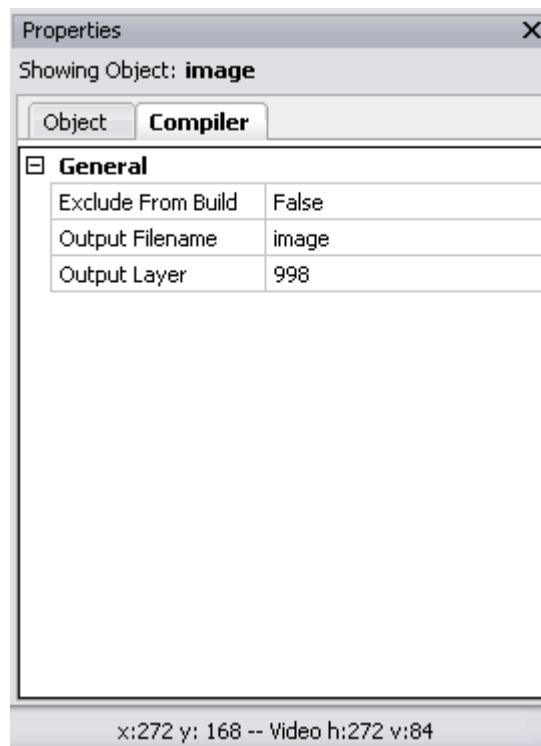 Properties
Showing Object: image
Object Compiler
General
Exclude From Build False
Output Filename image
Output Layer 998
x:272 y: 168 -- Video h:272 v:84